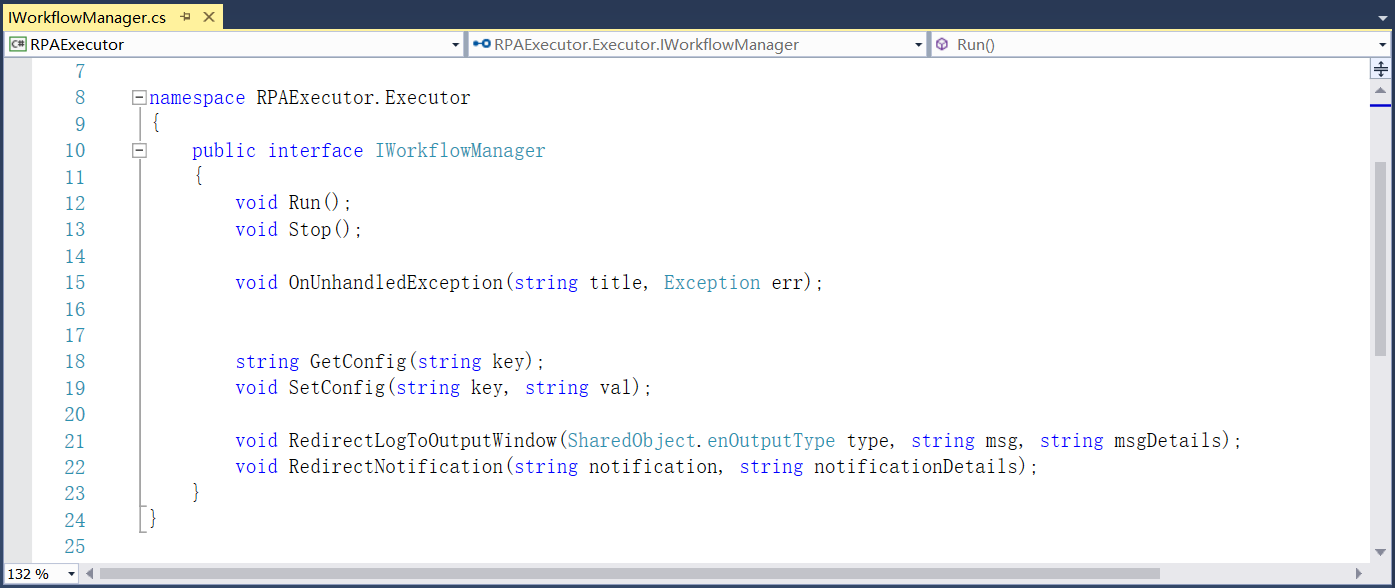 IWorkflowManager.cs
C# RPAExecutor
RPAExecutor.Executor.IWorkflowManager
Run()
7
8 namespace RPAExecutor.Executor
9 {
10 public interface IWorkflowManager
11 {
12 void Run();
13 void Stop();
14
15 void OnUnhandledException(string title, Exception err);
16
17
18 string GetConfig(string key);
19 void SetConfig(string key, string val);
20
21 void RedirectLogToOutputWindow(SharedObject.enOutputType type, string msg, string msgDetails);
22 void RedirectNotification(string notification, string notificationDetails);
23 }
24 }
25
132 %